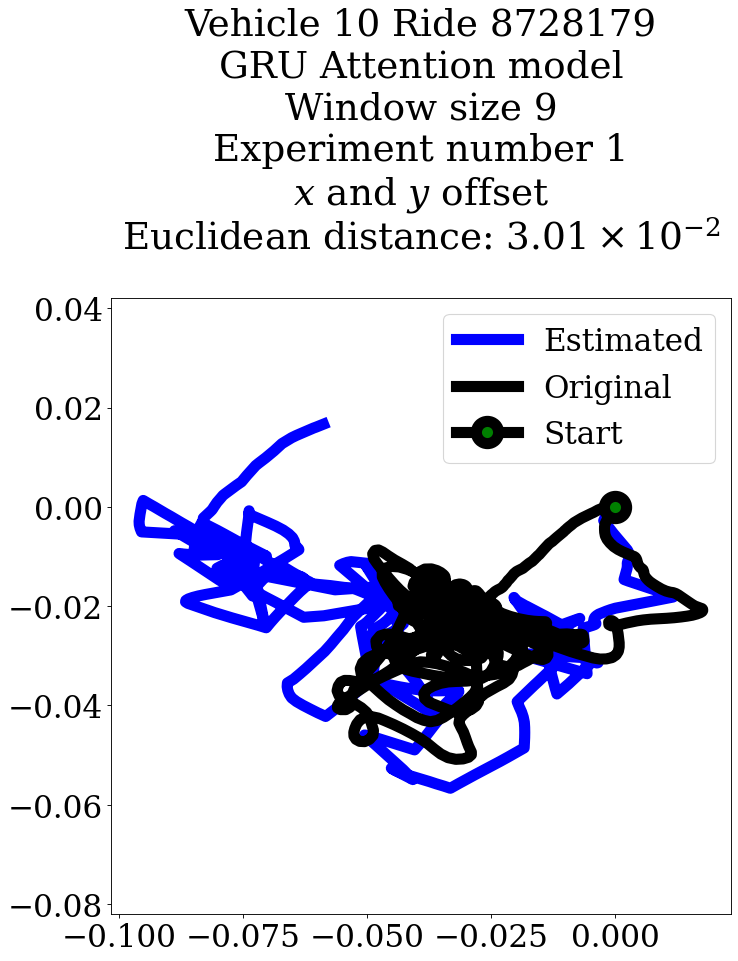 Vehicle 10 Ride 8728179
GRU Attention model
Window size 9
Experiment number 1
x and y offset
Euclidean distance: 3.01 × 10⁻²
Estimated
Original
Start
0.04
0.02
0.00
−0.02
−0.04
−0.06
−0.08
−0.100 −0.075 −0.050 −0.025 0.000